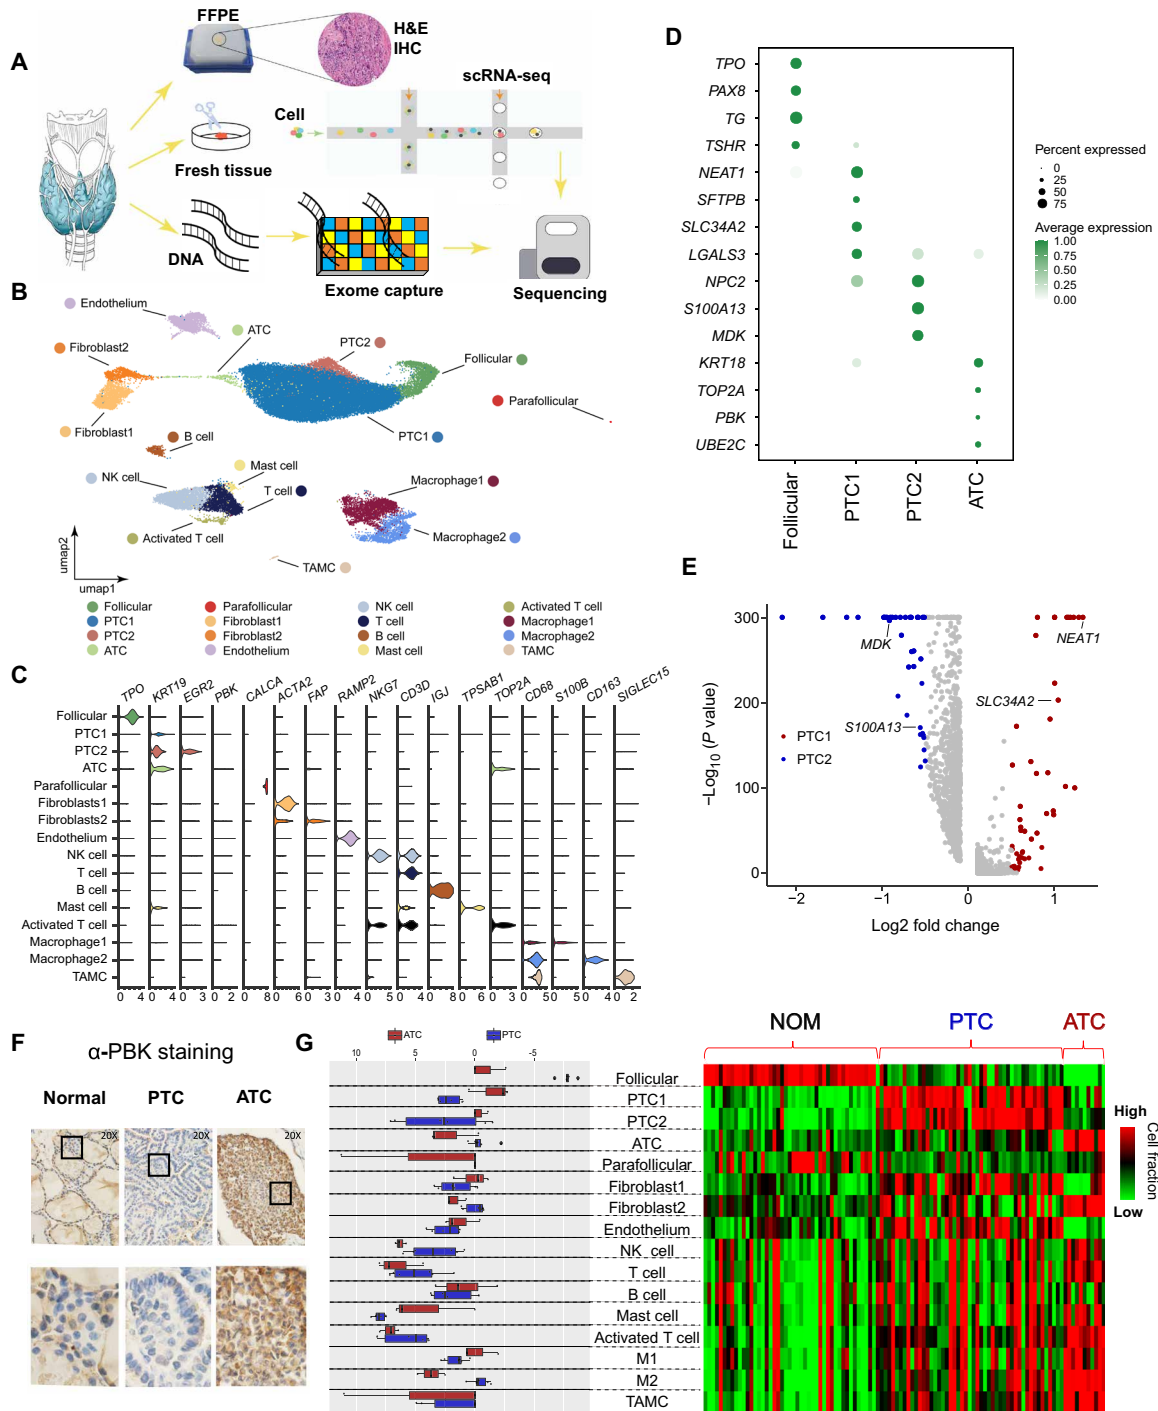 A
FFPE
H&E
IHC
scRNA-seq
Cell
Fresh tissue
DNA
Exome capture
Sequencing
B
Endothelium
ATC
Fibroblast2
PTC2
Follicular
Parafollicular
Fibroblast1
PTC1
B cell
Mast cell
NK cell
T cell
Macrophage1
Activated T cell
Macrophage2
TAMC
umap2
umap1
Follicular
Parafollicular
NK cell
Activated T cell
PTC1
Fibroblast1
T cell
Macrophage1
PTC2
Fibroblast2
B cell
Macrophage2
ATC
Endothelium
Mast cell
TAMC
C
TPO KRT19 EGR2 PBK CALCA ACTA2 FAP RAMP2 NKG7 CD3D IGJ TPSAB1 TOP2A CD68 S100B CD163 SIGLEC15
Follicular
PTC1
PTC2
ATC
Parafollicular
Fibroblasts1
Fibroblasts2
Endothelium
NK cell
T cell
B cell
Mast cell
Activated T cell
Macrophage1
Macrophage2
TAMC
0 4 0 4 0 3 0 2 0 8 0 5 0 3 0 4 0 5 0 4 0 8 0 6 0 3 0 5 0 5 0 4 0 2
D
TPO
PAX8
TG
TSHR
NEAT1
SFTPB
SLC34A2
LGALS3
NPC2
S100A13
MDK
KRT18
TOP2A
PBK
UBE2C
Follicular
PTC1
PTC2
ATC
Percent expressed
0
25
50
75
Average expression
1.00
0.75
0.50
0.25
0.00
E
−Log10 (P value)
300
200
100
0
MDK
NEAT1
SLC34A2
S100A13
PTC1
PTC2
−2 −1 0 1
Log2 fold change
F
α-PBK staining
Normal PTC ATC
20X 20X 20X
G
ATC PTC
10 5 0 -5
Follicular
PTC1
PTC2
ATC
Parafollicular
Fibroblast1
Fibroblast2
Endothelium
NK cell
T cell
B cell
Mast cell
Activated T cell
M1
M2
TAMC
NOM PTC ATC
High
Cell fraction
Low